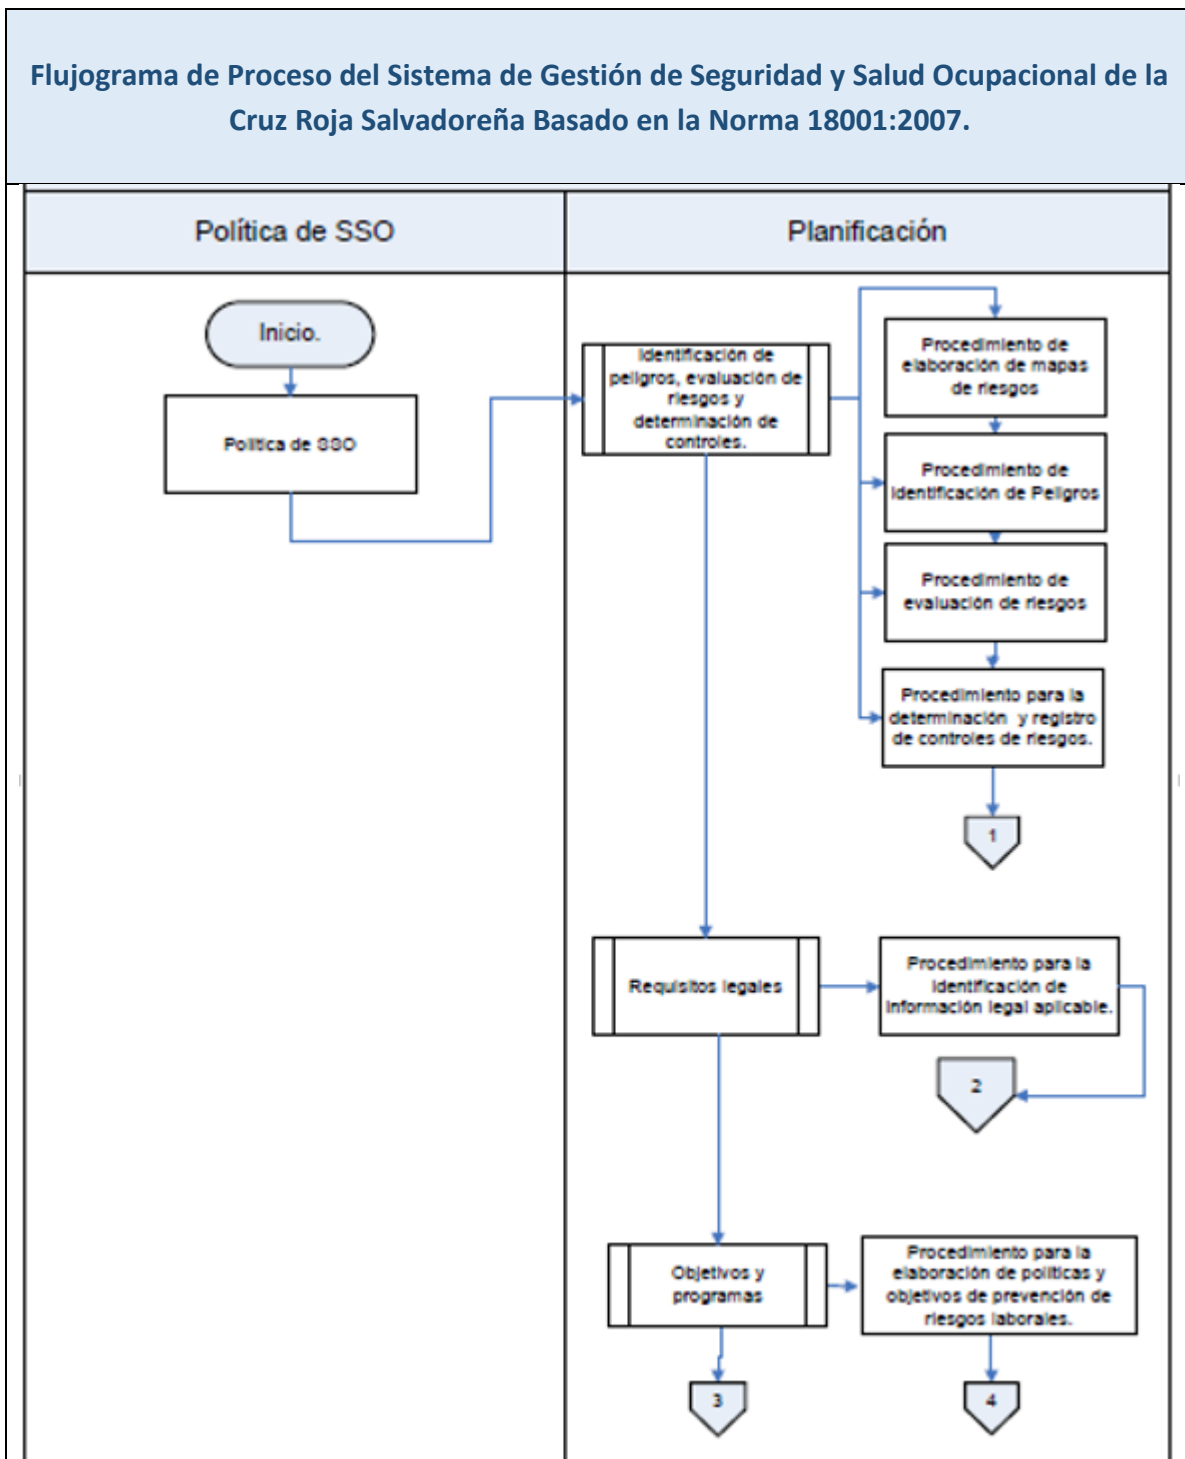 Flujograma de Proceso del Sistema de Gestión de Seguridad y Salud Ocupacional de la
Cruz Roja Salvadoreña Basado en la Norma 18001:2007.
Política de SSO
Planificación
Inicio.
Política de SSO
Identificación de
peligros, evaluación de
riesgos y
determinación de
controles.
Procedimiento de
elaboración de mapas
de riesgos
Procedimiento de
Identificación de Peligros
Procedimiento de
evaluación de riesgos
Procedimiento para la
determinación y registro
de controles de riesgos.
1
Requisitos legales
Procedimiento para la
identificación de
información legal aplicable.
2
Objetivos y
programas
Procedimiento para la
elaboración de políticas y
objetivos de prevención de
riesgos laborales.
3
4